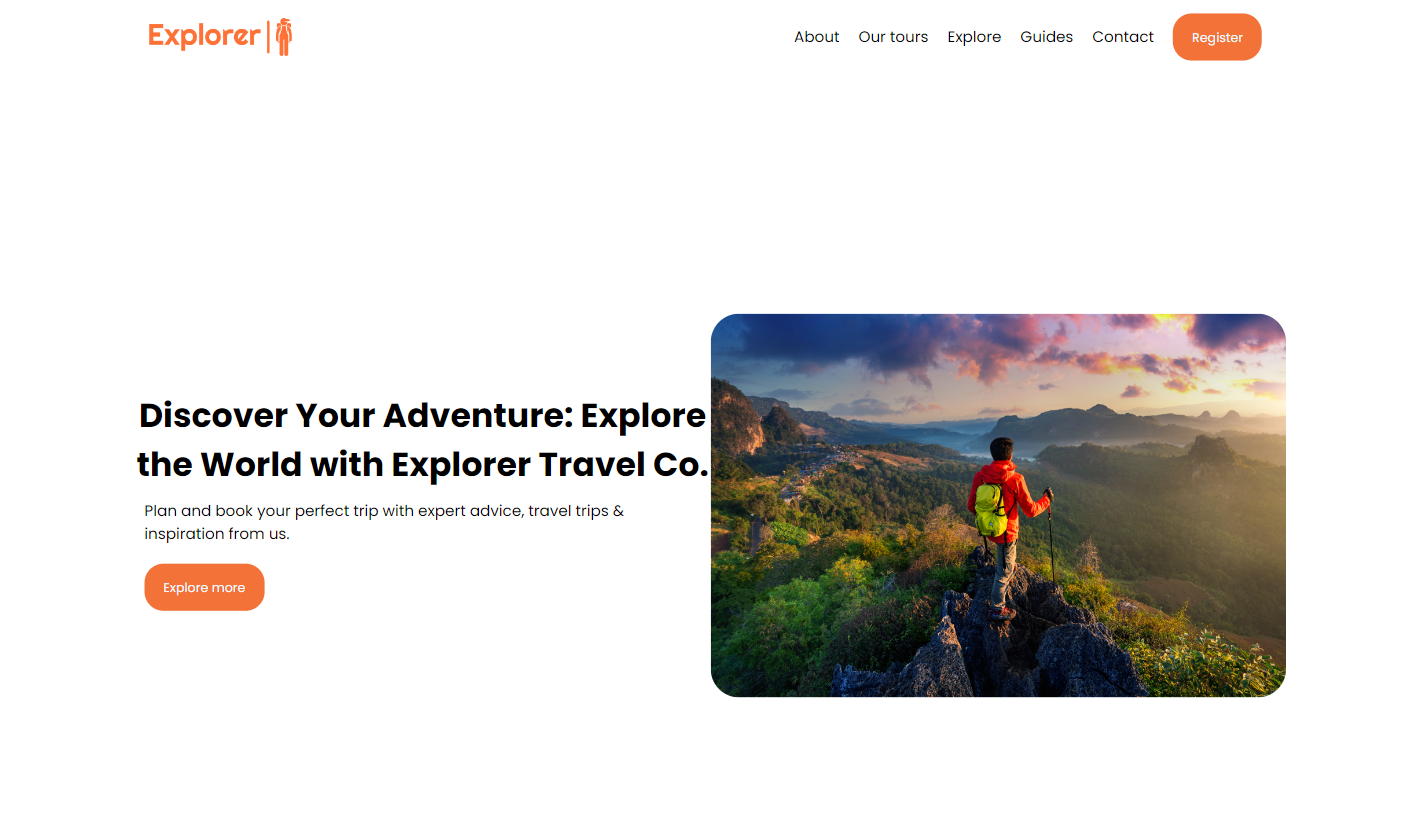 Explorer
About Our tours Explore Guides Contact Register
Discover Your Adventure: Explore
the World with Explorer Travel Co.
Plan and book your perfect trip with expert advice, travel trips &
inspiration from us.
Explore more